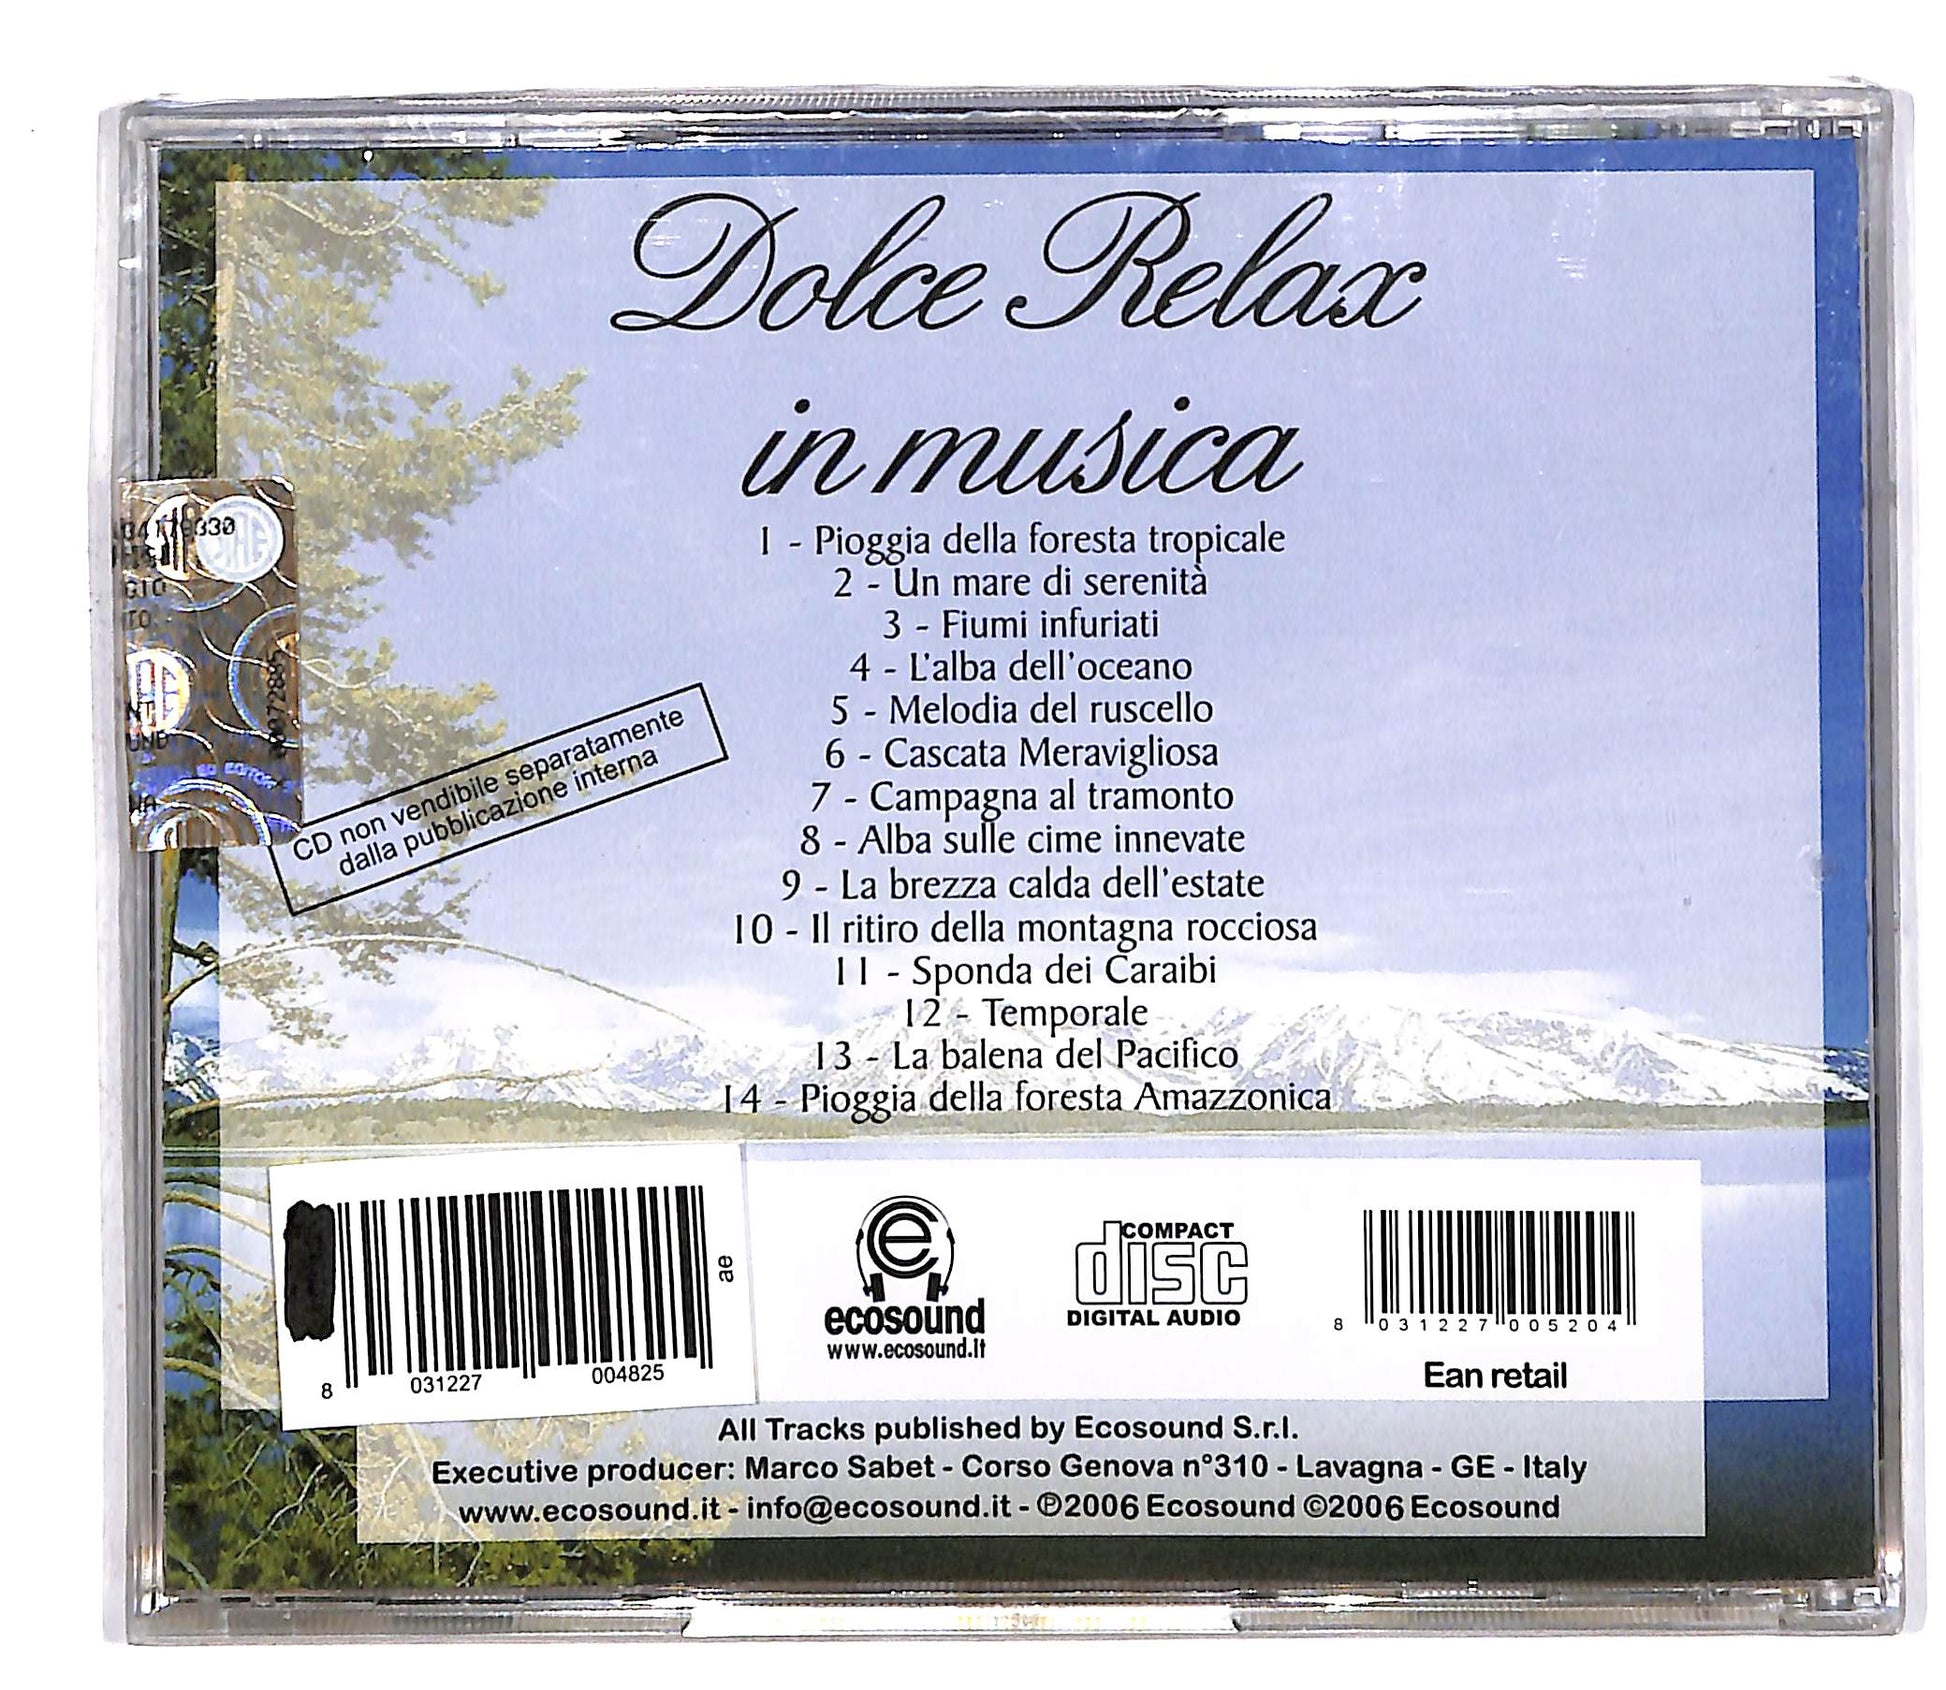 Dolce Relax
in musica
1 - Pioggia della foresta tropicale
2 - Un mare di serenità
3 - Fiumi infuriati
4 - L'alba dell'oceano
5 - Melodia del ruscello
6 - Cascata Meravigliosa
7 - Campagna al tramonto
8 - Alba sulle cime innevate
9 - La brezza calda dell'estate
10 - Il ritiro della montagna rocciosa
11 - Sponda dei Caraibi
12 - Temporale
13 - La balena del Pacifico
14 - Pioggia della foresta Amazzonica
CD non vendibile separatamente
dalla pubblicazione interna
8 031227 004825
ae
e
ecosound
www.ecosound.it
COMPACT
disc
DIGITAL AUDIO
8 031227 005204
Ean retail
All Tracks published by Ecosound S.r.l.
Executive producer: Marco Sabet - Corso Genova n°310 - Lavagna - GE - Italy
www.ecosound.it - info@ecosound.it - ℗2006 Ecosound ©2006 Ecosound